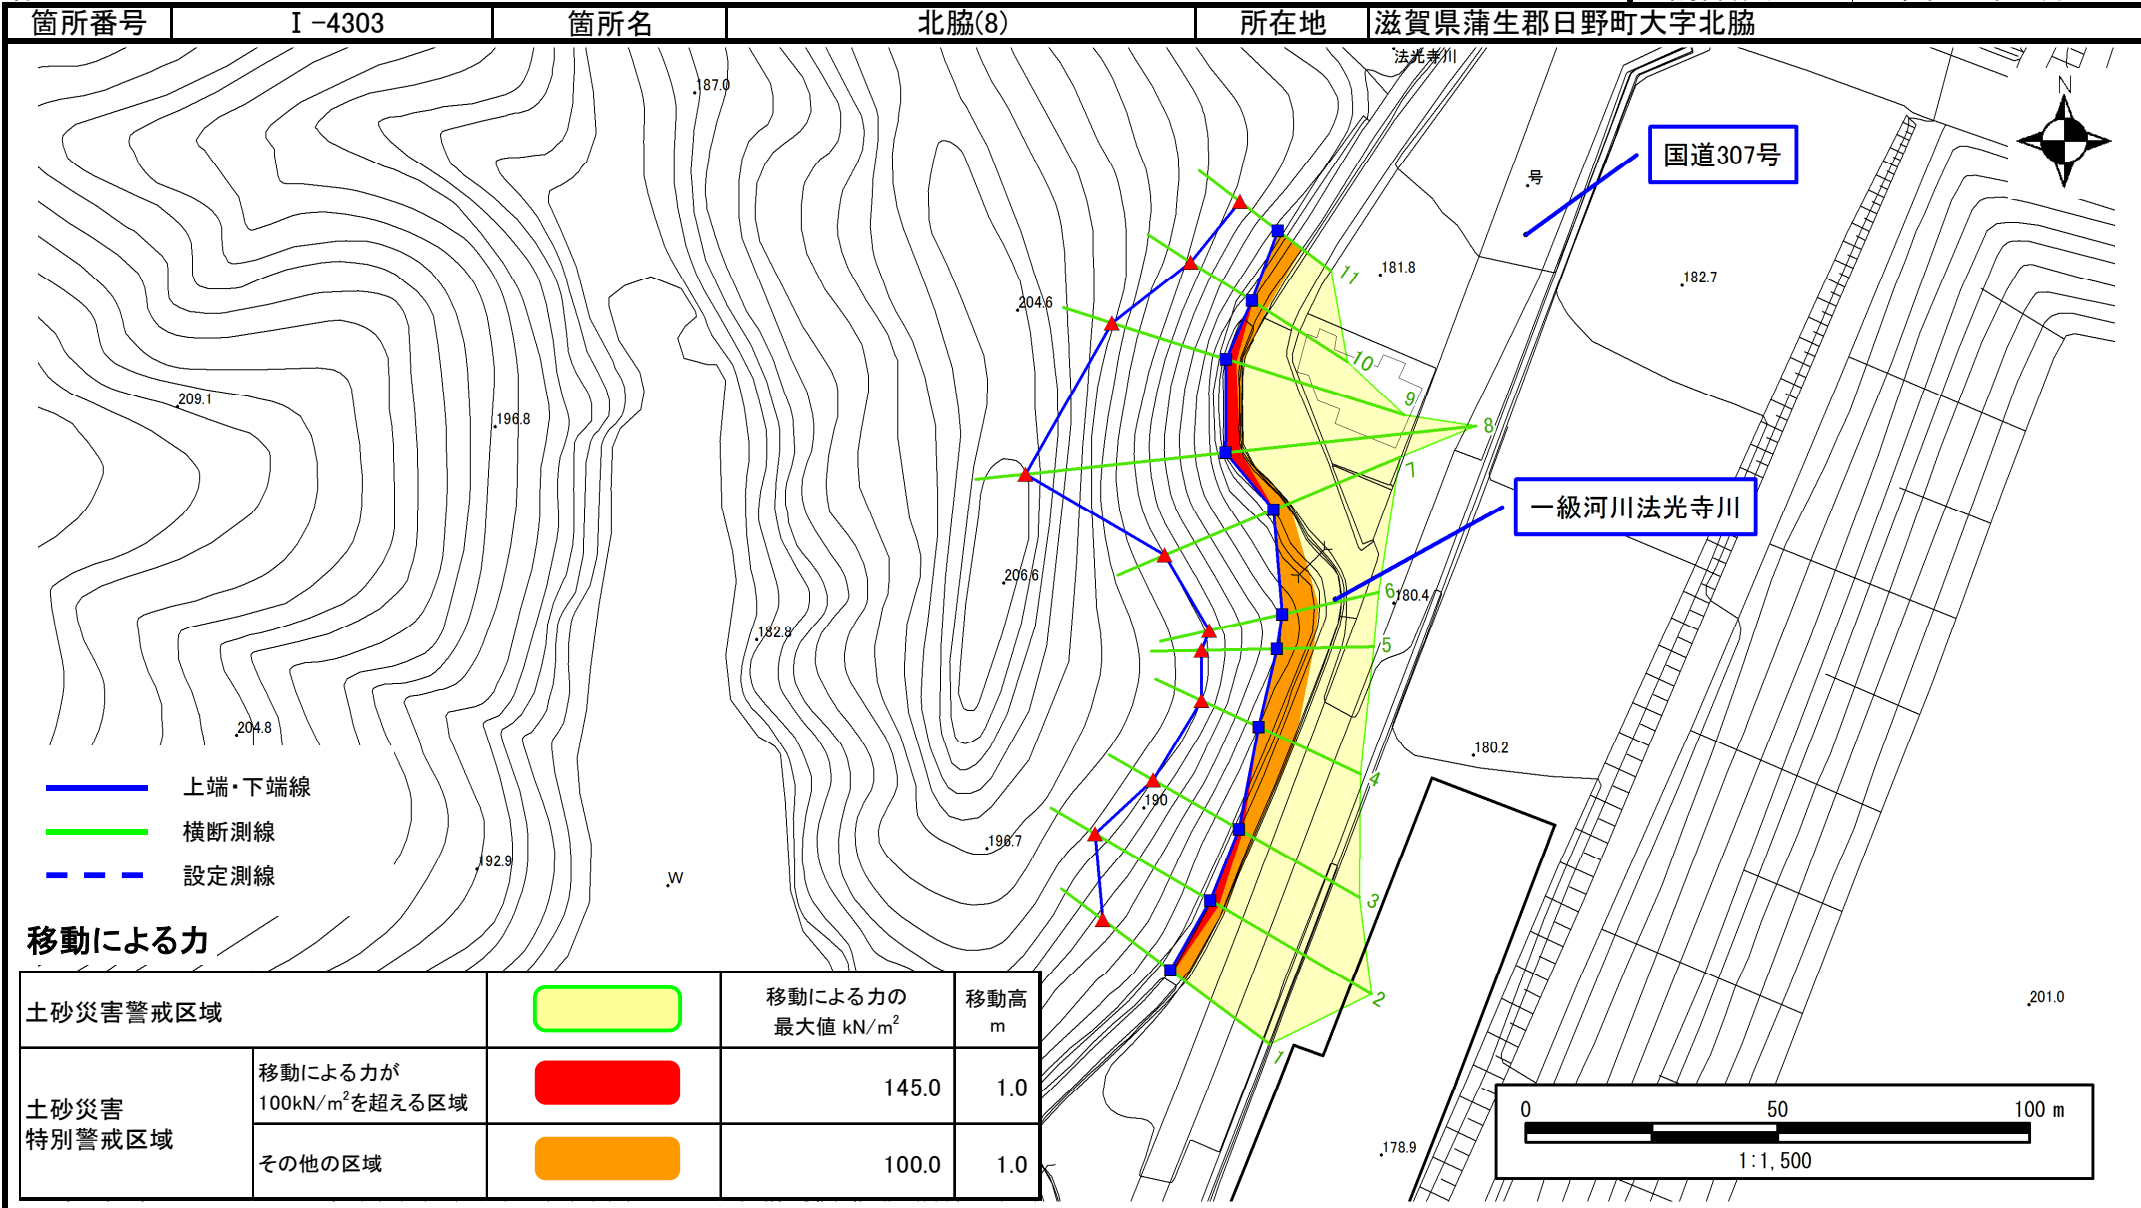 箇所番号 Ⅰ-4303 箇所名 北脇(8) 所在地 滋賀県蒲生郡日野町大字北脇
法光寺川
N
187.0
国道307号
号
181.8
182.7
204.6
11
10
9
8
7
209.1
196.8
一級河川法光寺川
206.6
6
180.4
182.8
5
204.8
180.2
4
上端・下端線
190
横断測線
196.7
192.9
設定測線
W
3
移動による力
2
201.0
1
土砂災害警戒区域
移動による力の
最大値 kN/m²
移動高
m
土砂災害
特別警戒区域
移動による力が
100kN/m²を超える区域
145.0 1.0
その他の区域
100.0 1.0
178.9
0 50 100 m
1:1,500